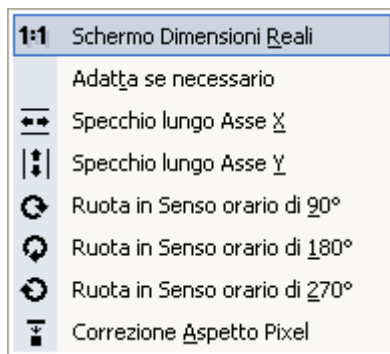 1:1 Schermo Dimensioni Reali
Adatta se necessario
Specchio lungo Asse X
Specchio lungo Asse Y
Ruota in Senso orario di 90°
Ruota in Senso orario di 180°
Ruota in Senso orario di 270°
Correzione Aspetto Pixel